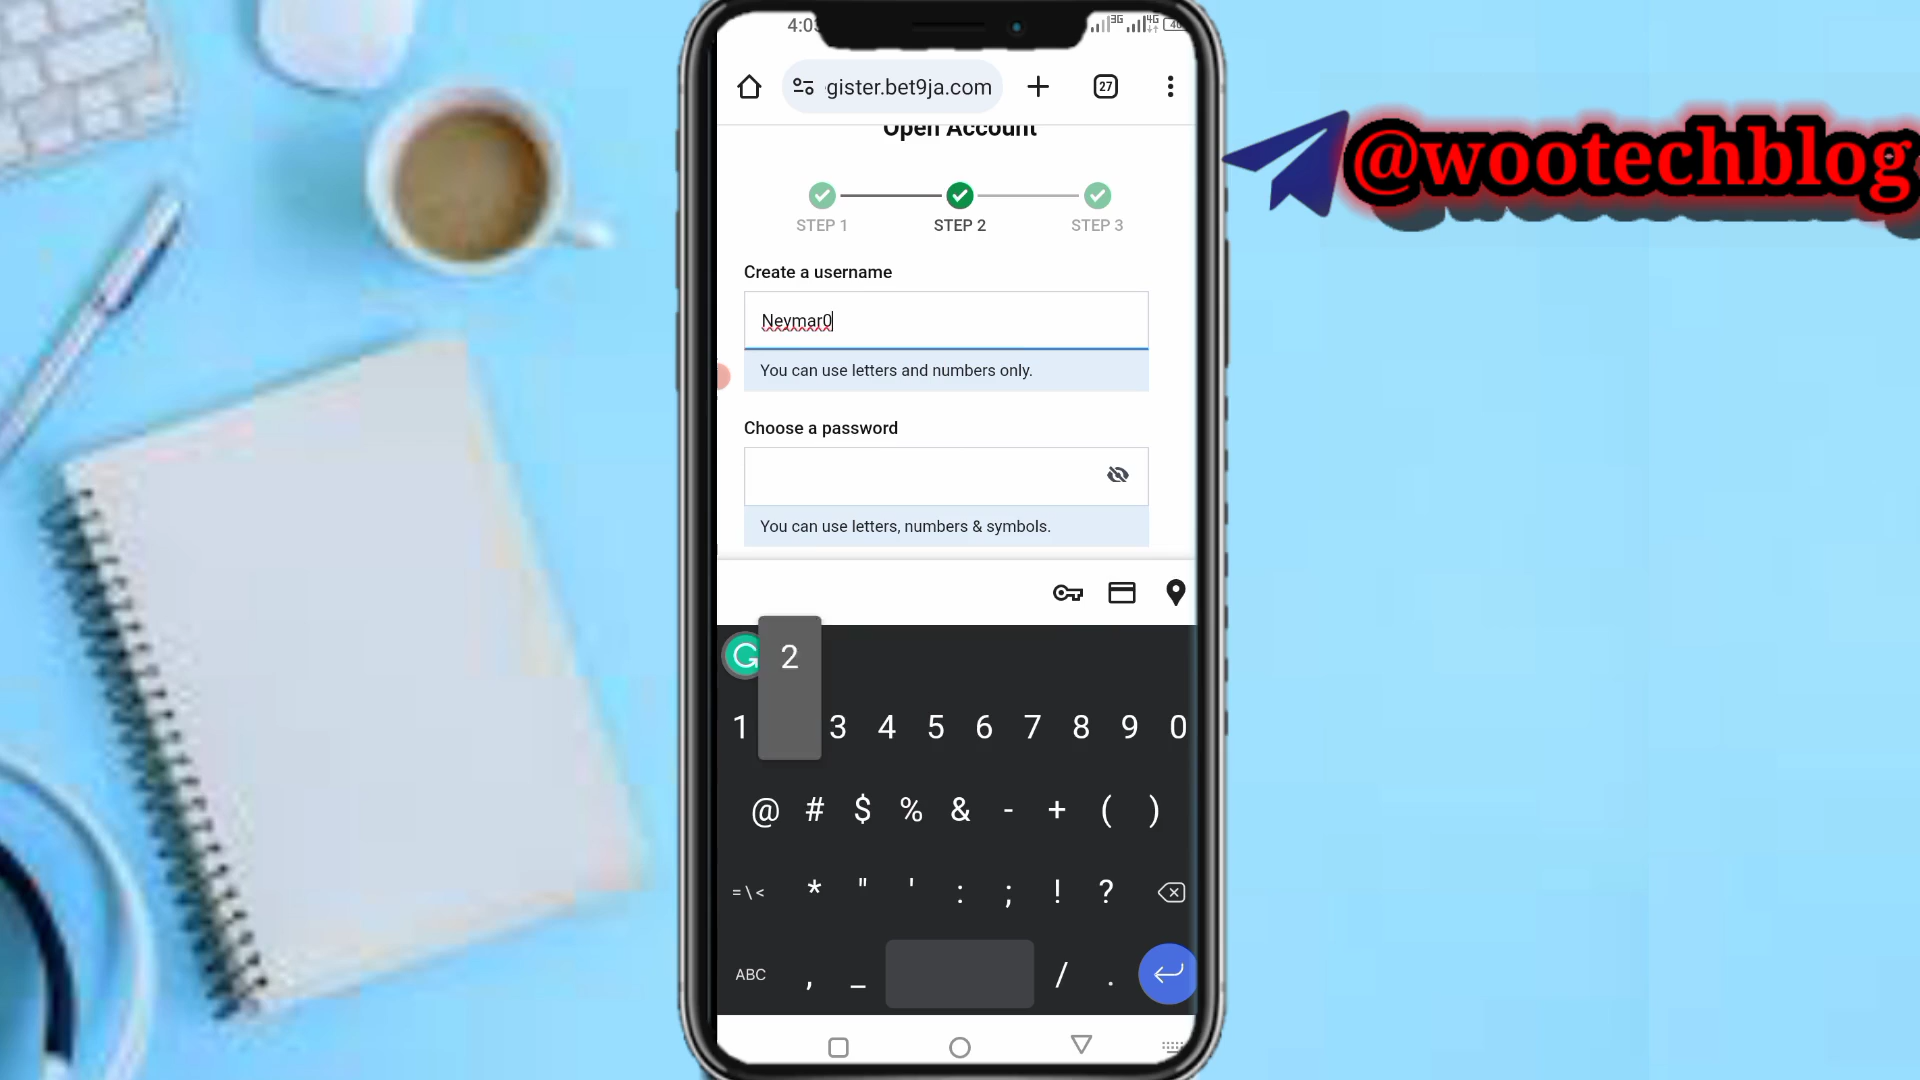 4:03
3G 4G
gister.bet9ja.com
27
Open Account
STEP 1 STEP 2 STEP 3
Create a username
Neymar0
You can use letters and numbers only.
Choose a password
You can use letters, numbers & symbols.
2
1 3 4 5 6 7 8 9 0
@ # $ % & - + ( )
= \ < * " ' : ; ! ?
ABC , _ / .
@wootechblog